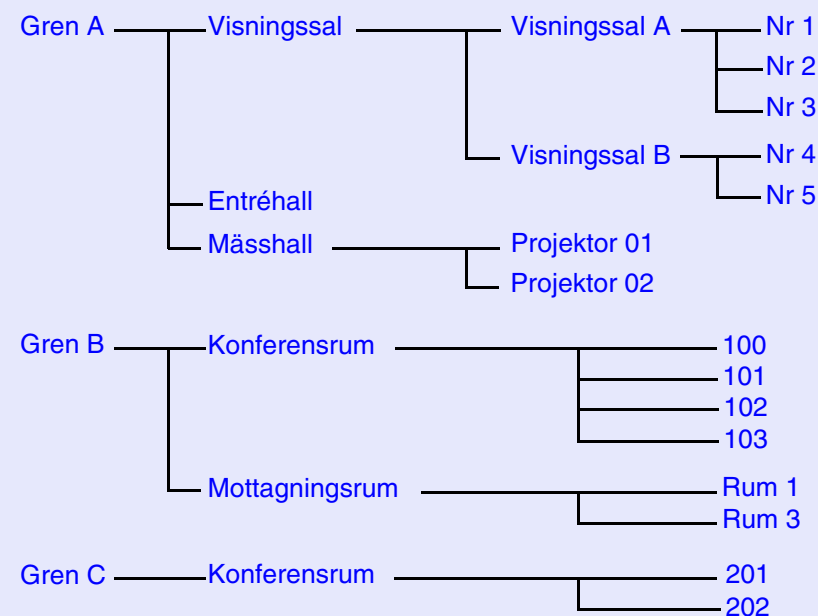 Gren A Visningssal Visningssal A Nr 1
Nr 2
Nr 3
Visningssal B Nr 4
Nr 5
Entréhall
Mässhall Projektor 01
Projektor 02
Gren B Konferensrum 100
101
102
103
Mottagningsrum Rum 1
Rum 3
Gren C Konferensrum 201
202